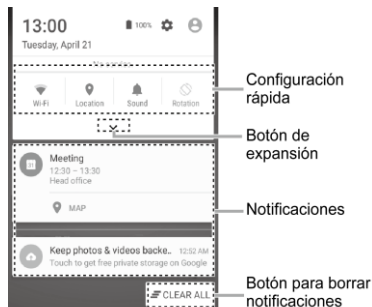 13:00
100%
Tuesday, April 21
Configuración
rápida
Wi-Fi
Location
Sound
Rotation
Botón de
expansión
Meeting
12:30 – 13:30
Head office
MAP
Notificaciones
Keep photos & videos backe..
12:52 AM
Touch to get free private storage on Google
CLEAR ALL
Botón para borrar
notificaciones